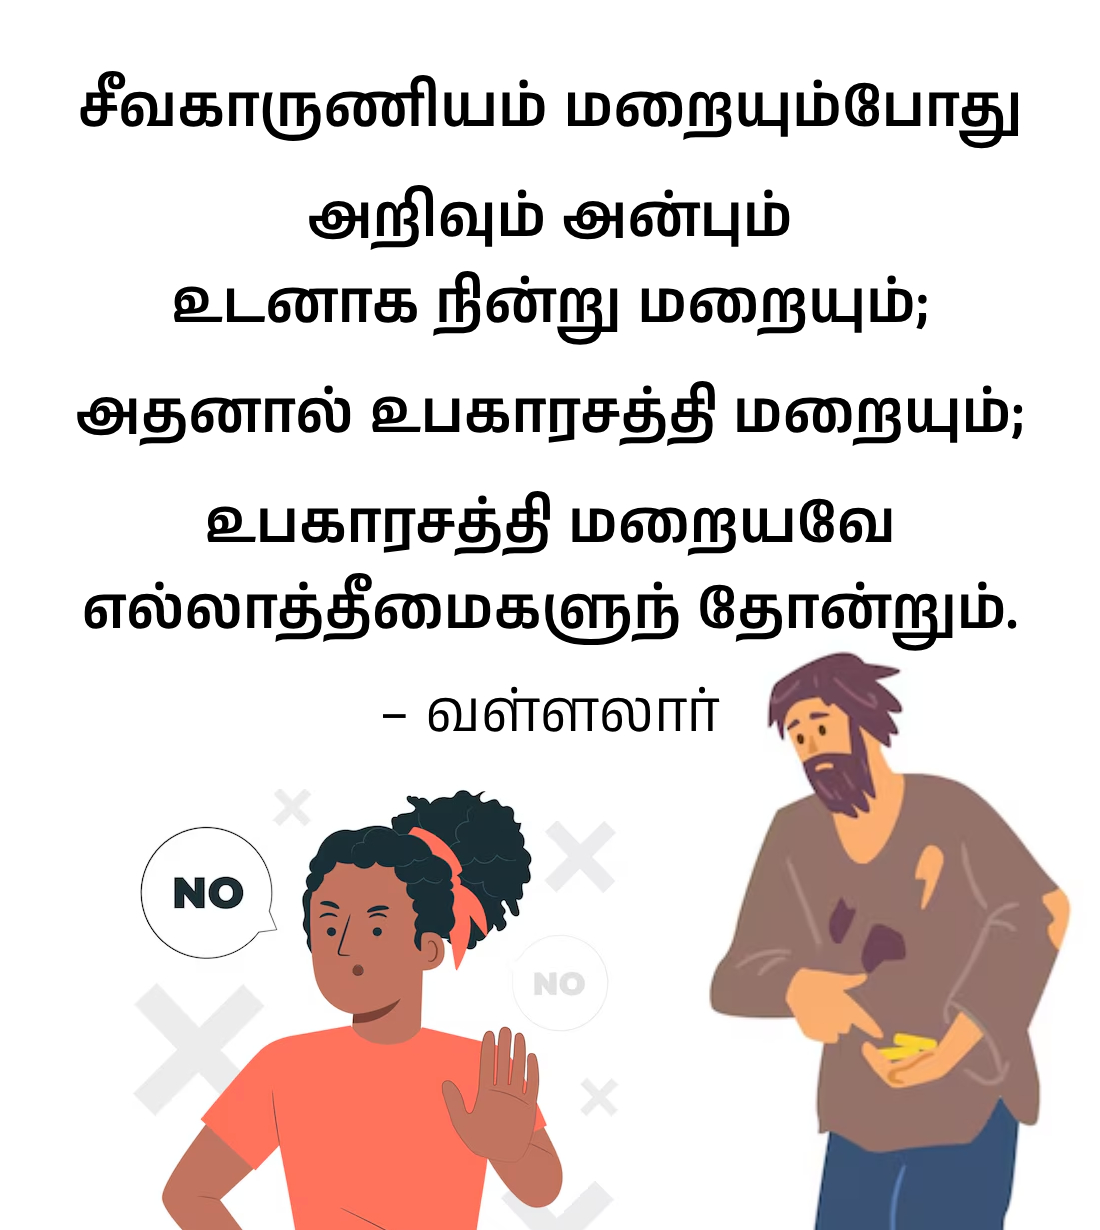 சீவகாருணியம் மறையும்போது
அறிவும் அன்பும்
உடனாக நின்று மறையும்;
அதனால் உபகாரசத்தி மறையும்;
உபகாரசத்தி மறையவே
எல்லாத்தீமைகளுந் தோன்றும்.
– வள்ளலார்
NO
NO